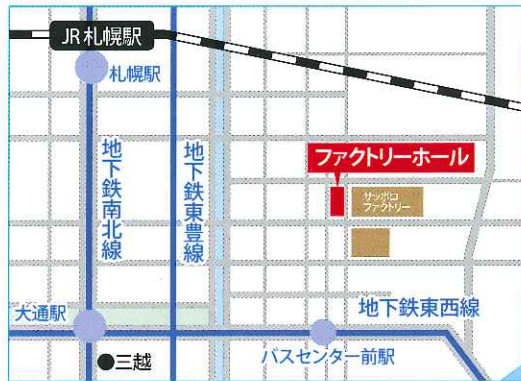 JR札幌駅
札幌駅
地下鉄南北線
地下鉄東豊線
ファクトリーホール
サッポロ
ファクトリー
大通駅
地下鉄東西線
バスセンター前駅
●三越